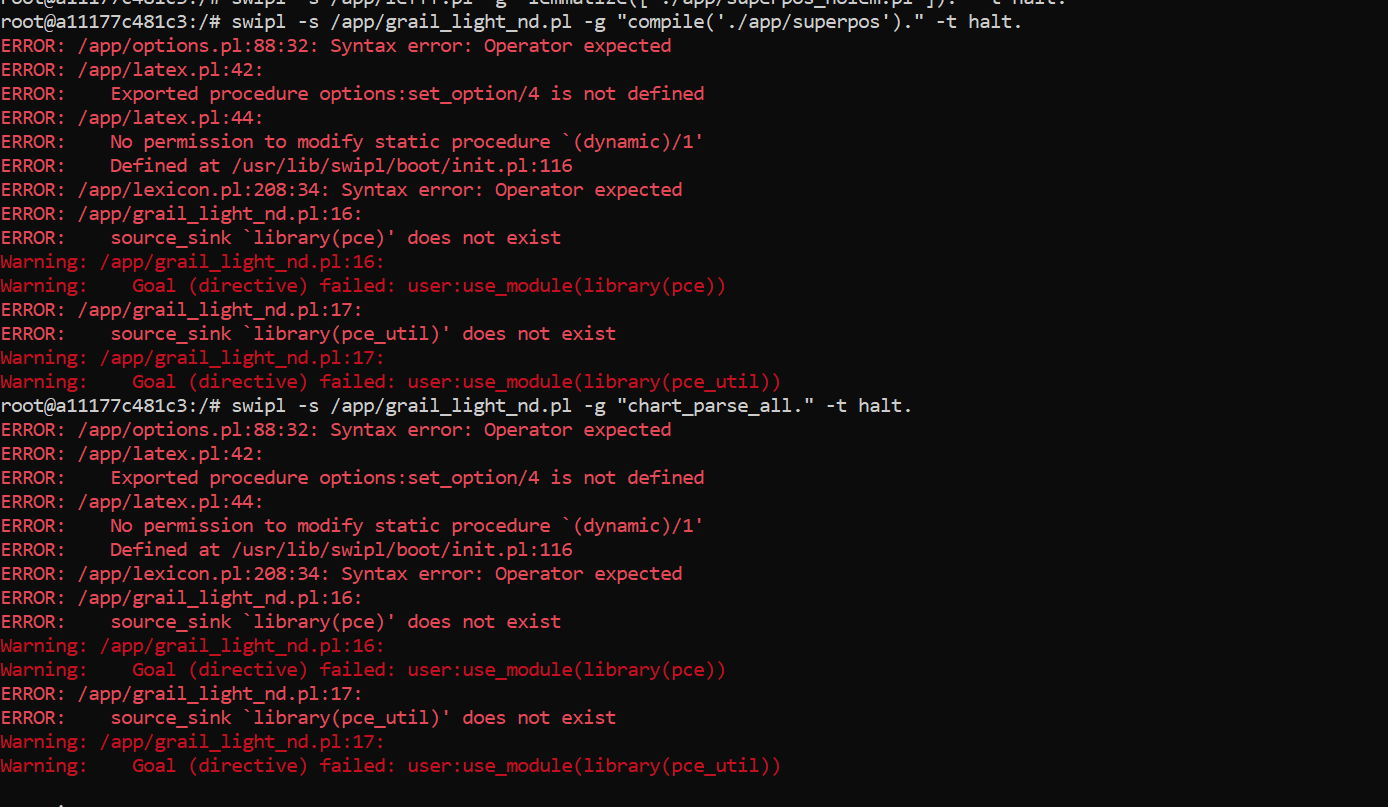 root@a11177c481c3:/# swipl -s /app/grail_light_nd.pl -g "compile('./app/superpos')." -t halt.
ERROR: /app/options.pl:88:32: Syntax error: Operator expected
ERROR: /app/latex.pl:42:
ERROR:    Exported procedure options:set_option/4 is not defined
ERROR: /app/latex.pl:44:
ERROR:    No permission to modify static procedure `(dynamic)/1'
ERROR:    Defined at /usr/lib/swipl/boot/init.pl:116
ERROR: /app/lexicon.pl:208:34: Syntax error: Operator expected
ERROR: /app/grail_light_nd.pl:16:
ERROR:    source_sink `library(pce)' does not exist
Warning: /app/grail_light_nd.pl:16:
Warning:    Goal (directive) failed: user:use_module(library(pce))
ERROR: /app/grail_light_nd.pl:17:
ERROR:    source_sink `library(pce_util)' does not exist
Warning: /app/grail_light_nd.pl:17:
Warning:    Goal (directive) failed: user:use_module(library(pce_util))
root@a11177c481c3:/# swipl -s /app/grail_light_nd.pl -g "chart_parse_all." -t halt.
ERROR: /app/options.pl:88:32: Syntax error: Operator expected
ERROR: /app/latex.pl:42:
ERROR:    Exported procedure options:set_option/4 is not defined
ERROR: /app/latex.pl:44:
ERROR:    No permission to modify static procedure `(dynamic)/1'
ERROR:    Defined at /usr/lib/swipl/boot/init.pl:116
ERROR: /app/lexicon.pl:208:34: Syntax error: Operator expected
ERROR: /app/grail_light_nd.pl:16:
ERROR:    source_sink `library(pce)' does not exist
Warning: /app/grail_light_nd.pl:16:
Warning:    Goal (directive) failed: user:use_module(library(pce))
ERROR: /app/grail_light_nd.pl:17:
ERROR:    source_sink `library(pce_util)' does not exist
Warning: /app/grail_light_nd.pl:17:
Warning:    Goal (directive) failed: user:use_module(library(pce_util))